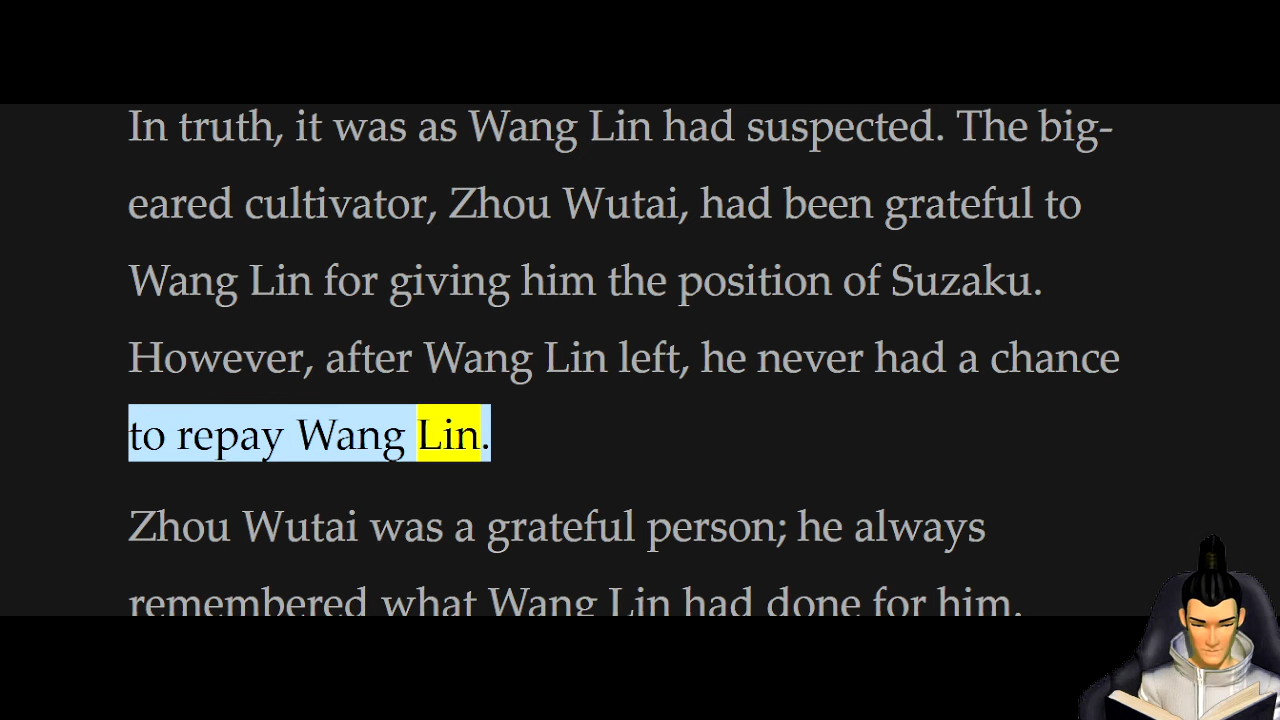 In truth, it was as Wang Lin had suspected. The big-
eared cultivator, Zhou Wutai, had been grateful to
Wang Lin for giving him the position of Suzaku.
However, after Wang Lin left, he never had a chance
to repay Wang Lin.
Zhou Wutai was a grateful person; he always
remembered what Wang Lin had done for him.